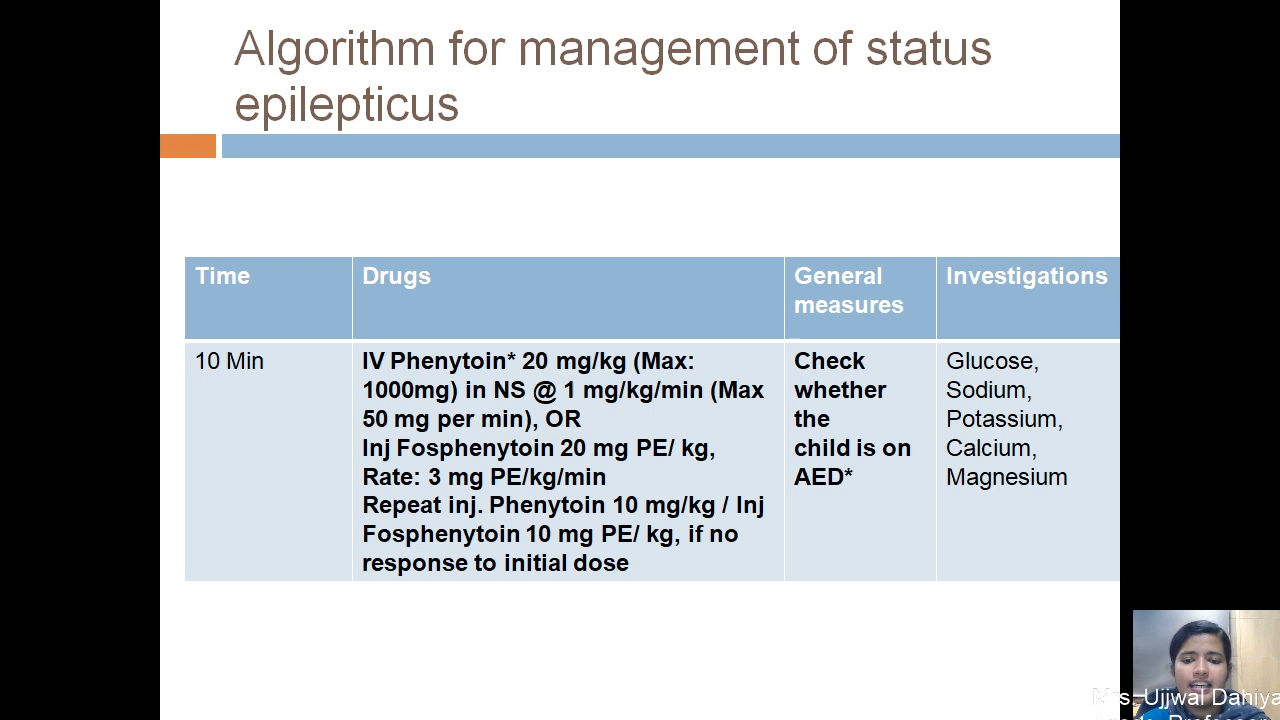 Algorithm for management of status
epilepticus
Time
Drugs
General
measures
Investigations
10 Min
IV Phenytoin* 20 mg/kg (Max:
1000mg) in NS @ 1 mg/kg/min (Max
50 mg per min), OR
Inj Fosphenytoin 20 mg PE/ kg,
Rate: 3 mg PE/kg/min
Repeat inj. Phenytoin 10 mg/kg / Inj
Fosphenytoin 10 mg PE/ kg, if no
response to initial dose
Check
whether
the
child is on
AED*
Glucose,
Sodium,
Potassium,
Calcium,
Magnesium
Mrs. Ujjwal Dahiya